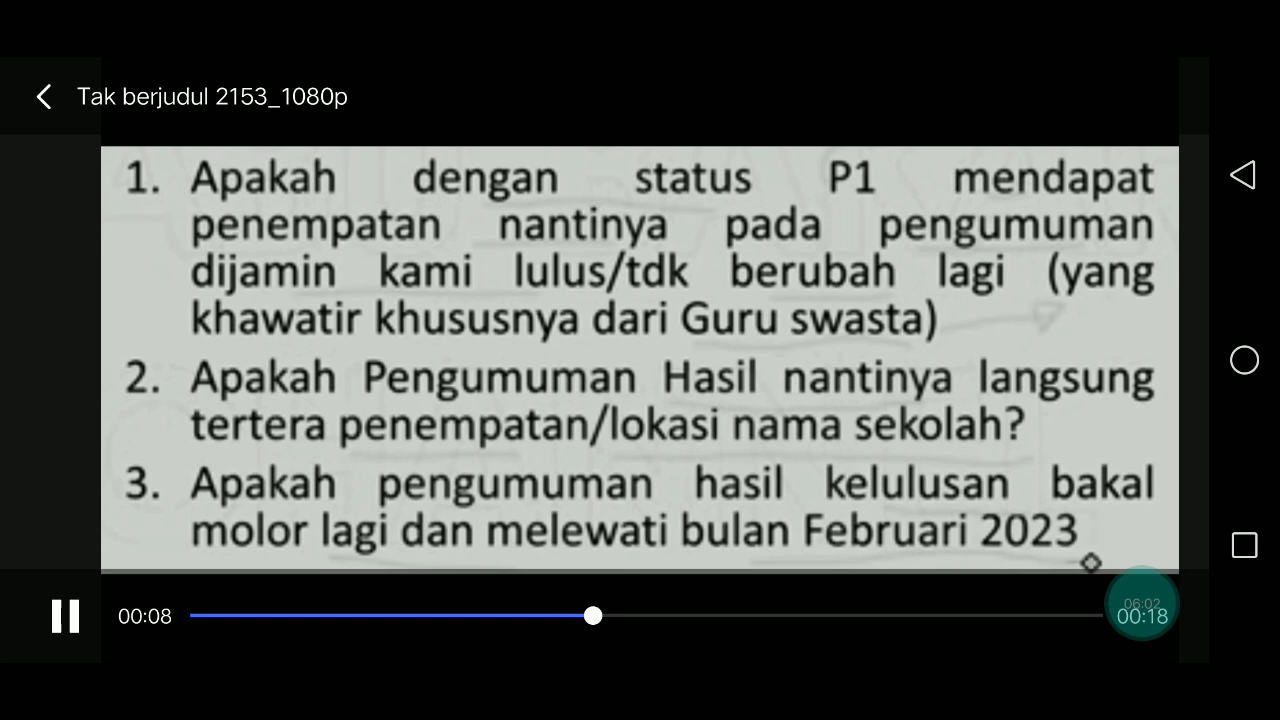 Tak berjudul 2153_1080p
1. Apakah dengan status P1 mendapat
penempatan nantinya pada pengumuman
dijamin kami lulus/tdk berubah lagi (yang
khawatir khususnya dari Guru swasta)
2. Apakah Pengumuman Hasil nantinya langsung
tertera penempatan/lokasi nama sekolah?
3. Apakah pengumuman hasil kelulusan bakal
molor lagi dan melewati bulan Februari 2023
00:08
06:02
00:18